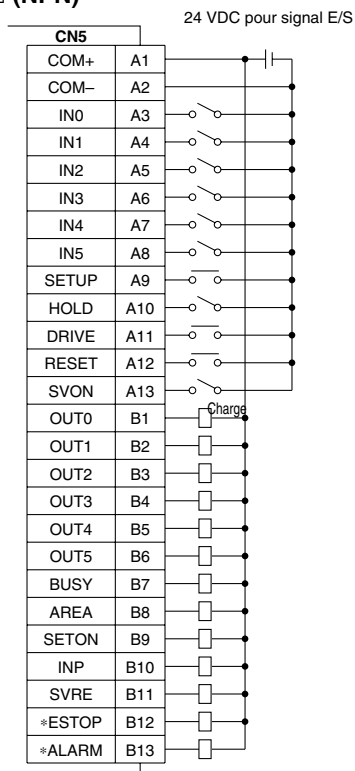 (NPN)
24 VDC pour signal E/S
CN5
COM+ A1
COM– A2
IN0 A3
IN1 A4
IN2 A5
IN3 A6
IN4 A7
IN5 A8
SETUP A9
HOLD A10
DRIVE A11
RESET A12
SVON A13
OUT0 B1 Charge
OUT1 B2
OUT2 B3
OUT3 B4
OUT4 B5
OUT5 B6
BUSY B7
AREA B8
SETON B9
INP B10
SVRE B11
∗ESTOP B12
∗ALARM B13